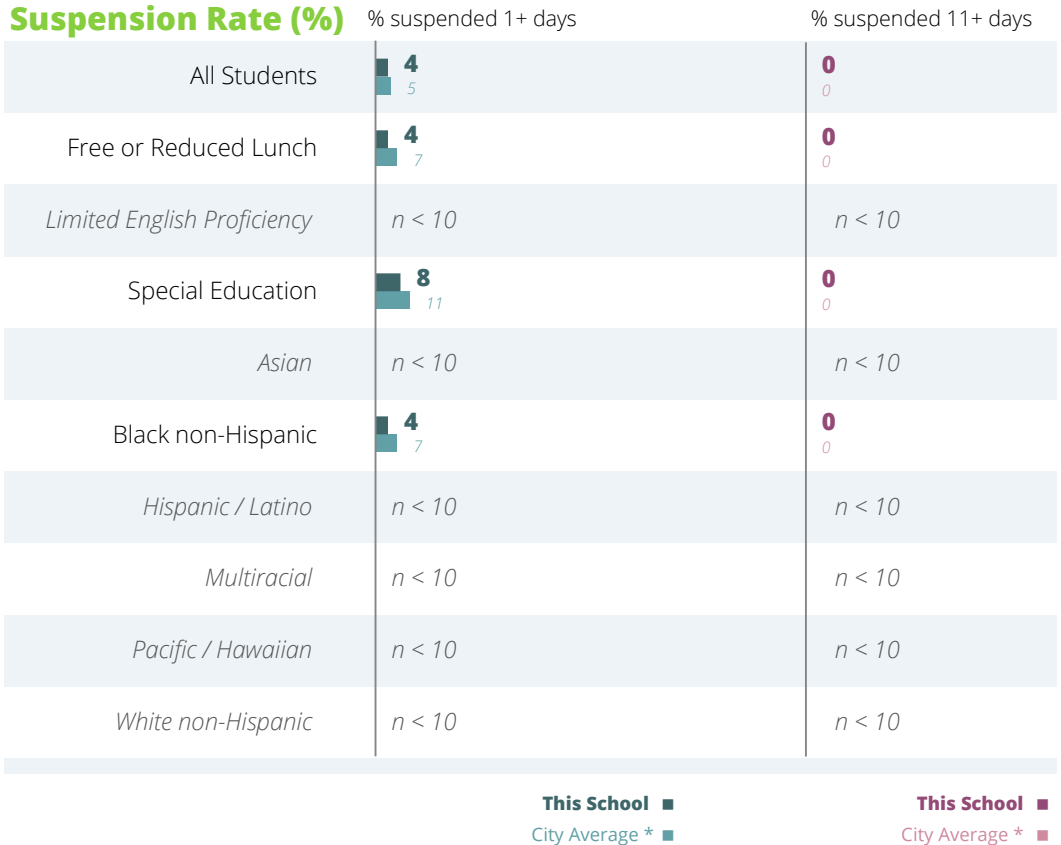 Suspension Rate (%) % suspended 1+ days % suspended 11+ days
All Students 4 0
5 0
Free or Reduced Lunch 4 0
7 0
Limited English Proficiency n < 10 n < 10
Special Education 8 0
11 0
Asian n < 10 n < 10
Black non-Hispanic 4 0
7 0
Hispanic / Latino n < 10 n < 10
Multiracial n < 10 n < 10
Pacific / Hawaiian n < 10 n < 10
White non-Hispanic n < 10 n < 10
This School This School
City Average * City Average *